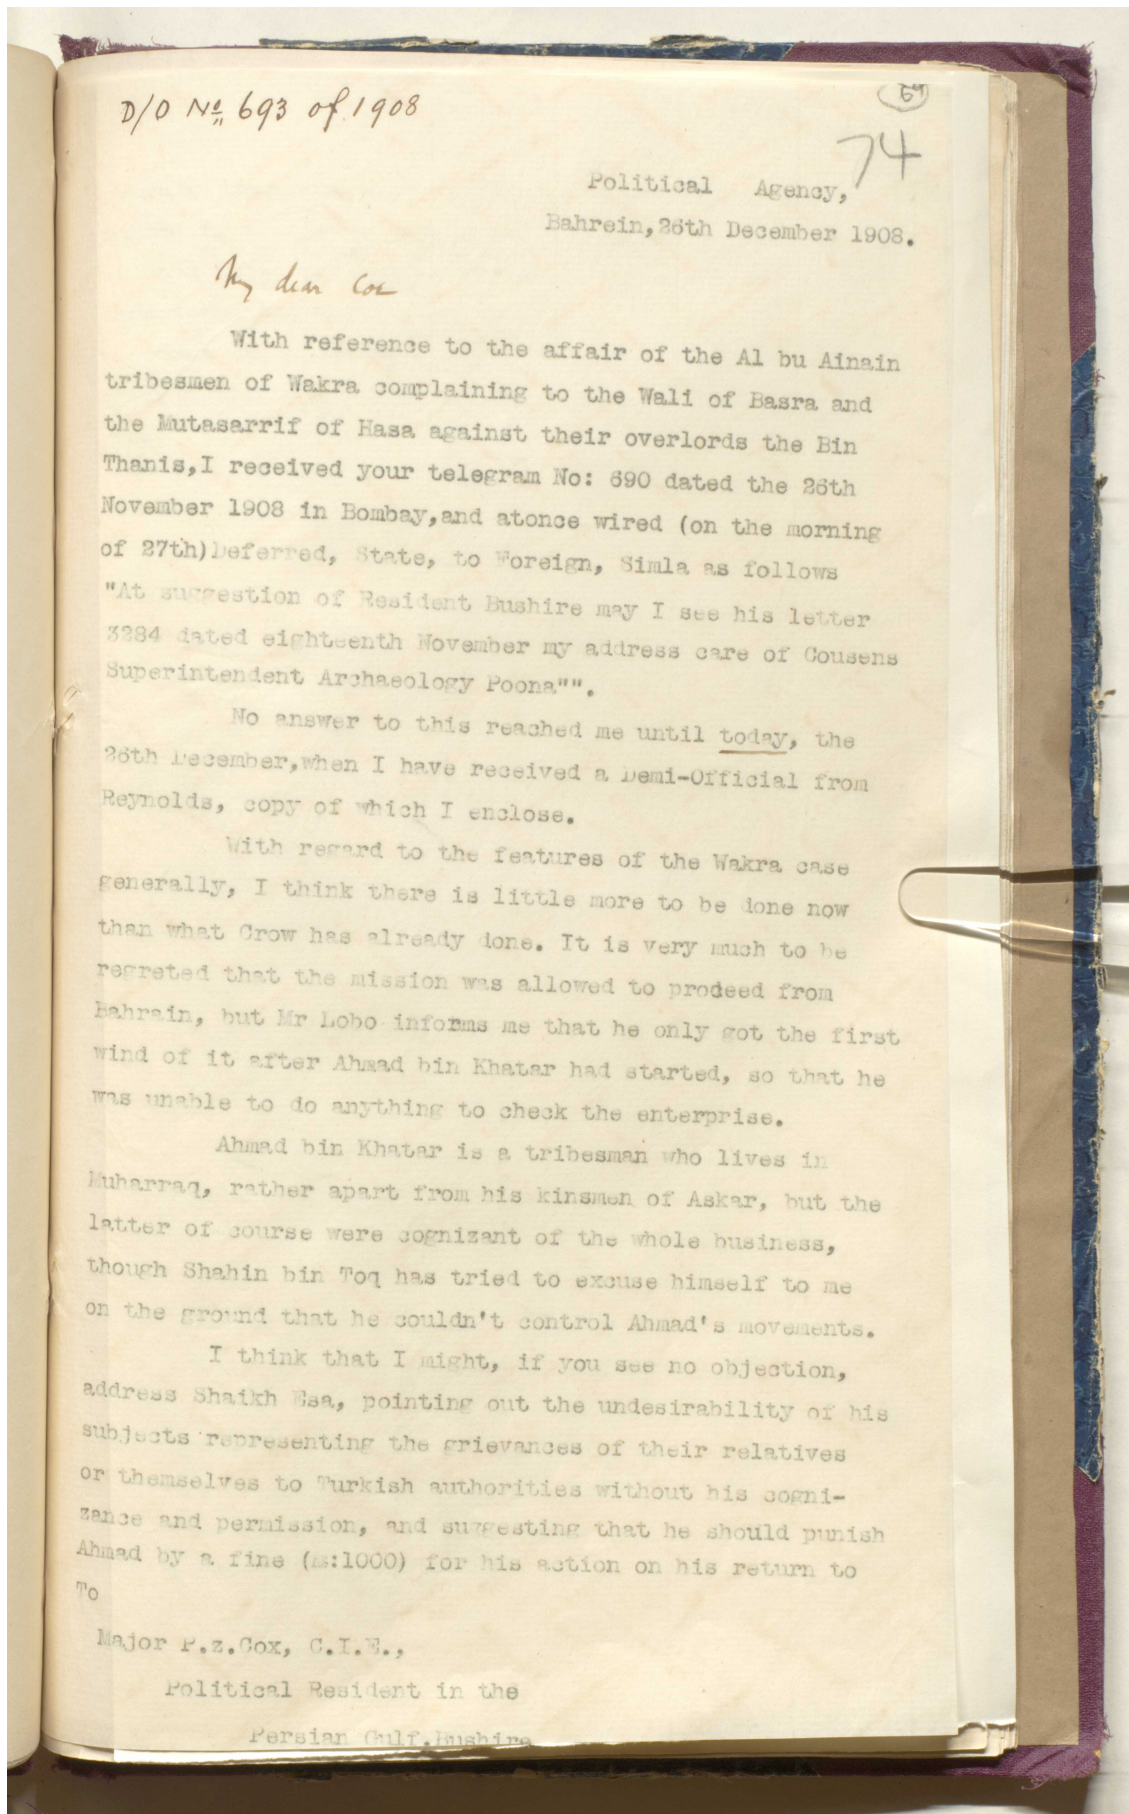 D/O No 693 of 1908
64
74
Political Agency,
Bahrein,26th December 1908.
My dear Cox
With reference to the affair of the Al bu Ainain
tribesmen of Wakra complaining to the Wali of Basra and
the Mutasarrif of Hasa against their overlords the Bin
Thanis,I received your telegram No: 690 dated the 26th
November 1908 in Bombay,and atonce wired (on the morning
of 27th)Deferred, State, to Foreign, Simla as follows
"At suggestion of Resident Bushire may I see his letter
3284 dated eighteenth November my address care of Cousens
Superintendent Archaeology Poona"".
No answer to this reached me until today, the
26th December,when I have received a Demi-Official from
Reynolds, copy of which I enclose.
With regard to the features of the Wakra case
generally, I think there is little more to be done now
than what Crow has already done. It is very much to be
regreted that the mission was allowed to prodeed from
Bahrain, but Mr Lobo informs me that he only got the first
wind of it after Ahmad bin Khatar had started, so that he
was unable to do anything to check the enterprise.
Ahmad bin Khatar is a tribesman who lives in
Muharraq, rather apart from his kinsmen of Askar, but the
latter of course were cognizant of the whole business,
though Shahin bin Toq has tried to excuse himself to me
on the ground that he couldn't control Ahmad's movements.
I think that I might, if you see no objection,
address Shaikh Esa, pointing out the undesirability of his
subjects representing the grievances of their relatives
or themselves to Turkish authorities without his cogni-
zance and permission, and suggesting that he should punish
Ahmad by a fine (Rs:1000) for his action on his return to
To
Major P.Z.Cox, C.I.E.,
Political Resident in the
Persian Gulf.Bushire